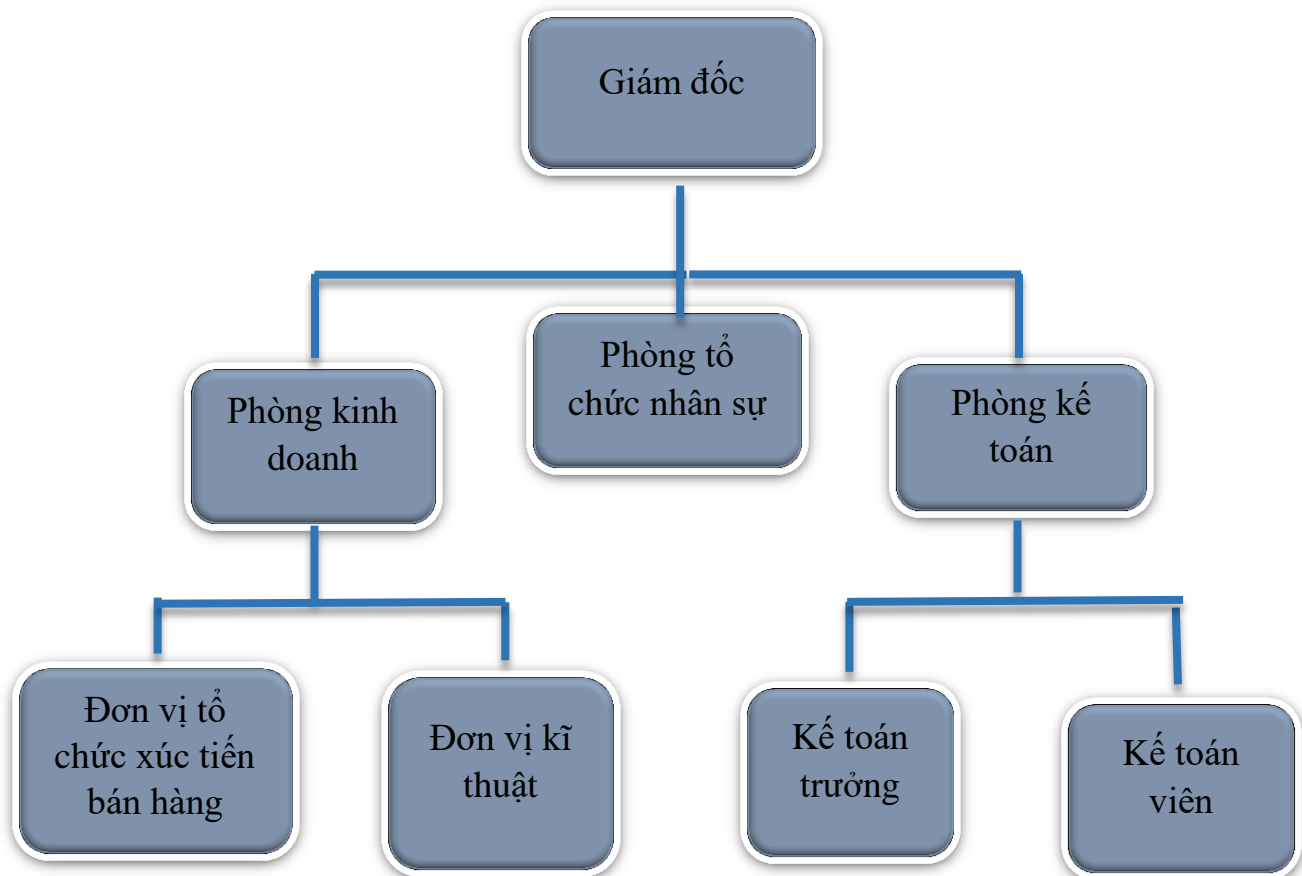 Giám đốc
Phòng tổ
chức nhân sự
Phòng kinh
doanh
Phòng kế
toán
Đơn vị tổ
chức xúc tiến
bán hàng
Đơn vị kĩ
thuật
Kế toán
trưởng
Kế toán
viên